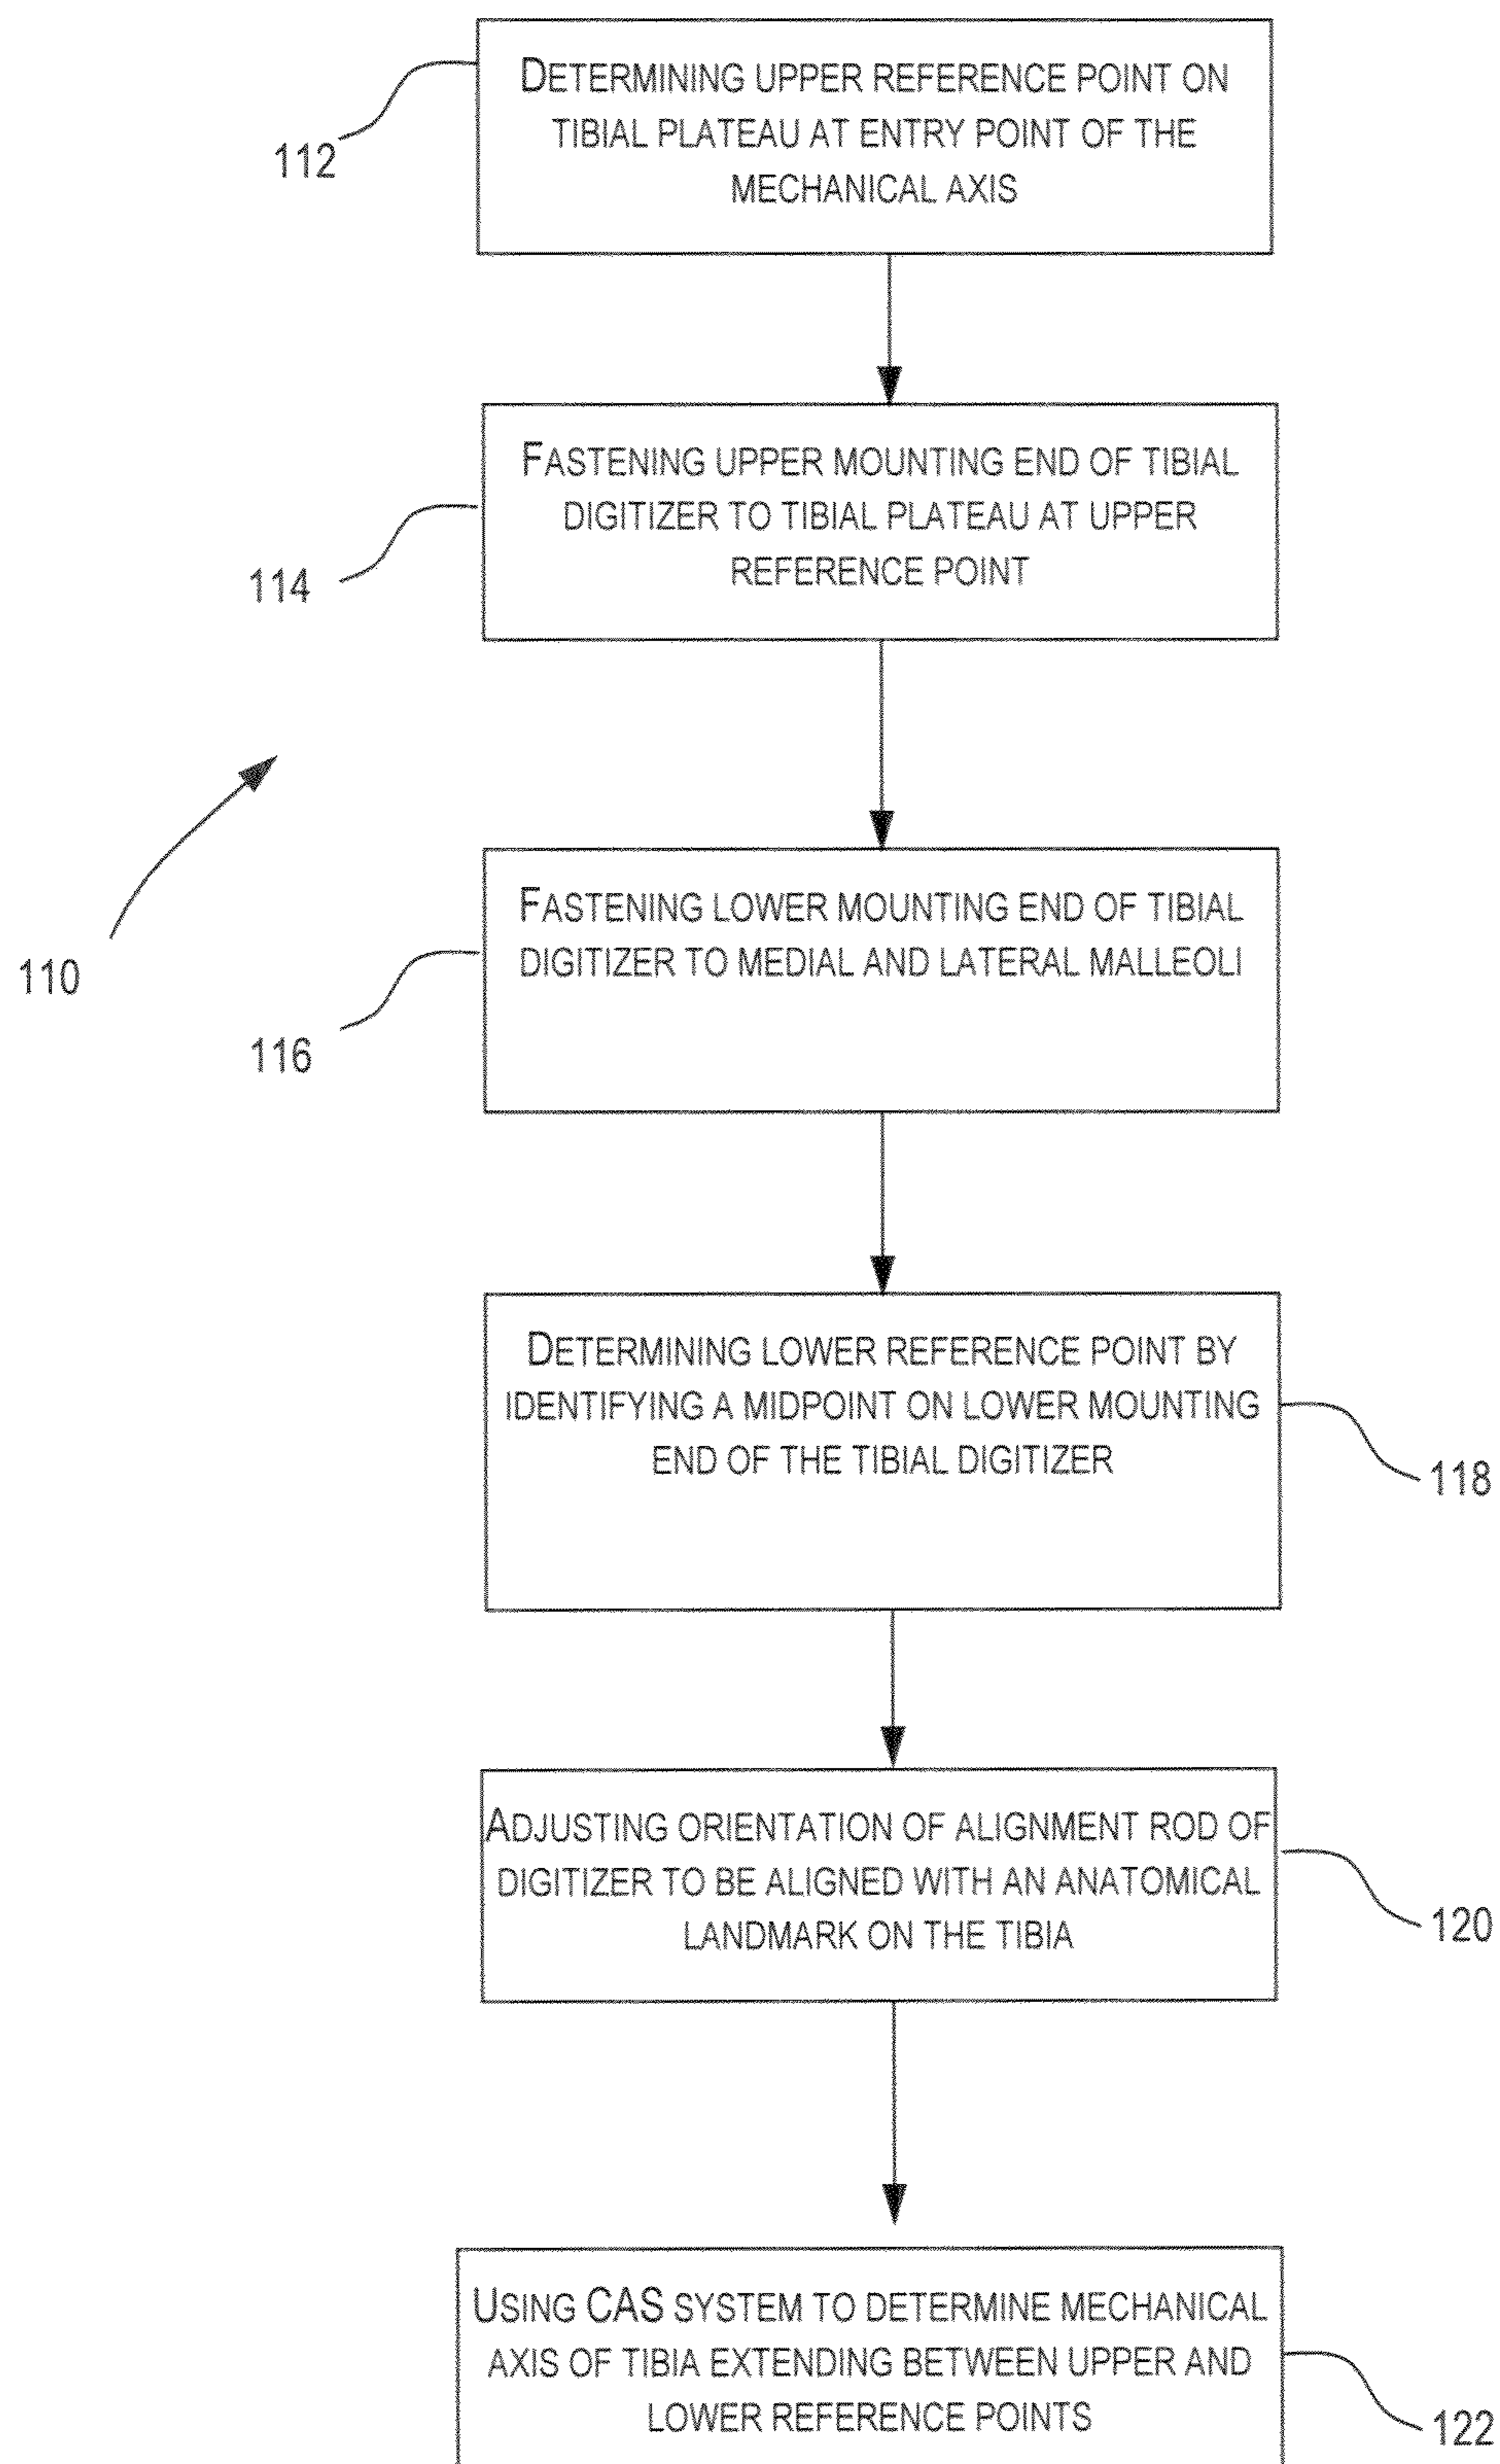 DETERMINING UPPER REFERENCE POINT ON
TIBIAL PLATEAU AT ENTRY POINT OF THE
MECHANICAL AXIS
112
FASTENING UPPER MOUNTING END OF TIBIAL
DIGITIZER TO TIBIAL PLATEAU AT UPPER
REFERENCE POINT
114
110
FASTENING LOWER MOUNTING END OF TIBIAL
DIGITIZER TO MEDIAL AND LATERAL MALLEOLI
116
DETERMINING LOWER REFERENCE POINT BY
IDENTIFYING A MIDPOINT ON LOWER MOUNTING
END OF THE TIBIAL DIGITIZER
118
ADJUSTING ORIENTATION OF ALIGNMENT ROD OF
DIGITIZER TO BE ALIGNED WITH AN ANATOMICAL
LANDMARK ON THE TIBIA
120
USING CAS SYSTEM TO DETERMINE MECHANICAL
AXIS OF TIBIA EXTENDING BETWEEN UPPER AND
LOWER REFERENCE POINTS
122